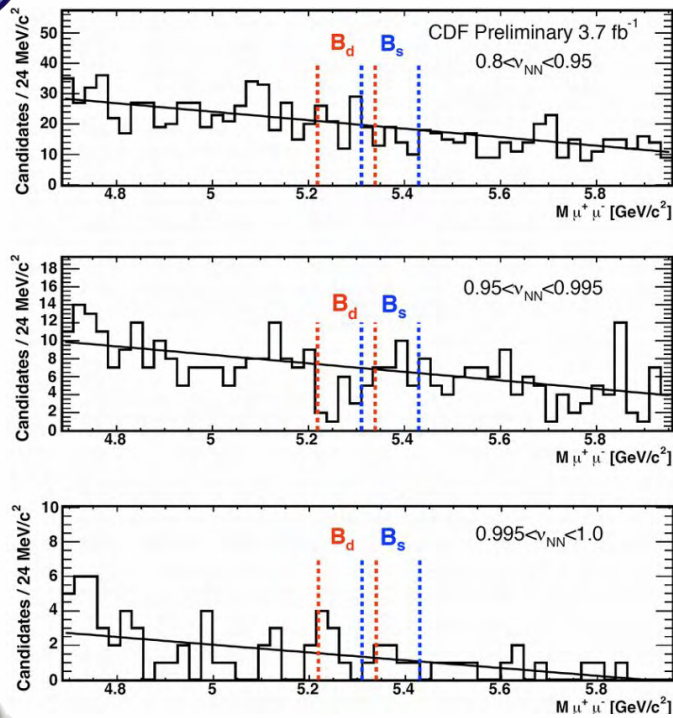 CDF Preliminary 3.7 fb⁻¹
0.8<ν_NN<0.95
B_d B_s
Candidates / 24 MeV/c²
50
40
30
20
10
0
4.8 5 5.2 5.4 5.6 5.8
M μ⁺ μ⁻ [GeV/c²]
0.95<ν_NN<0.995
B_d B_s
Candidates / 24 MeV/c²
18
16
14
12
10
8
6
4
2
0
4.8 5 5.2 5.4 5.6 5.8
M μ⁺ μ⁻ [GeV/c²]
0.995<ν_NN<1.0
B_d B_s
Candidates / 24 MeV/c²
10
8
6
4
2
0
4.8 5 5.2 5.4 5.6 5.8
M μ⁺ μ⁻ [GeV/c²]